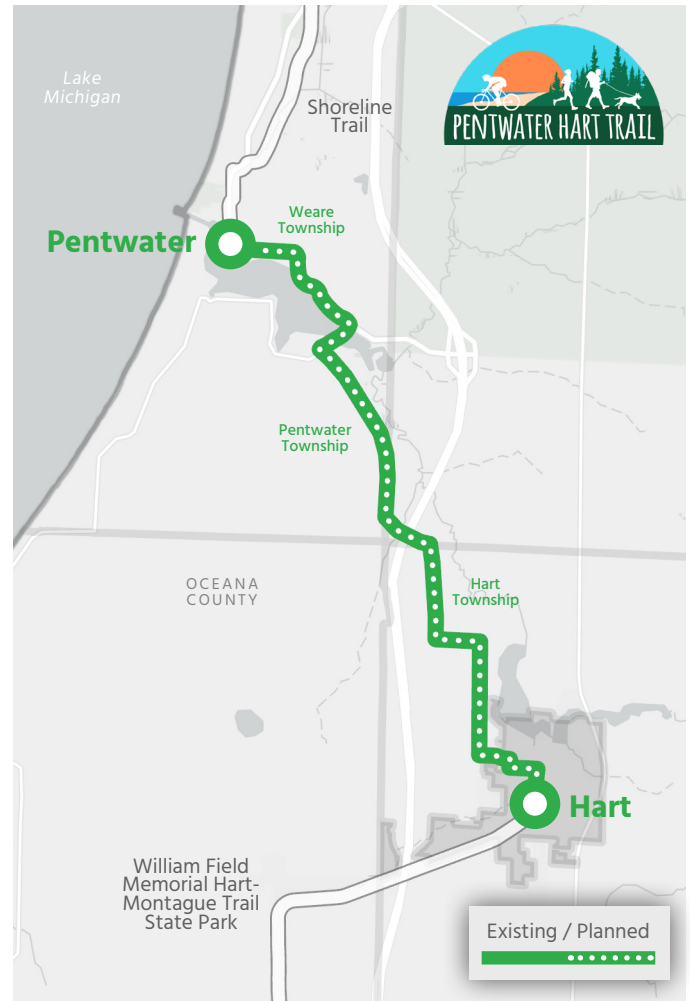 Lake
Michigan
Shoreline
Trail
PENTWATER HART TRAIL
Weare
Township
Pentwater
Pentwater
Township
OCEANA
COUNTY
Hart
Township
Hart
William Field
Memorial Hart-
Montague Trail
State Park
Existing / Planned